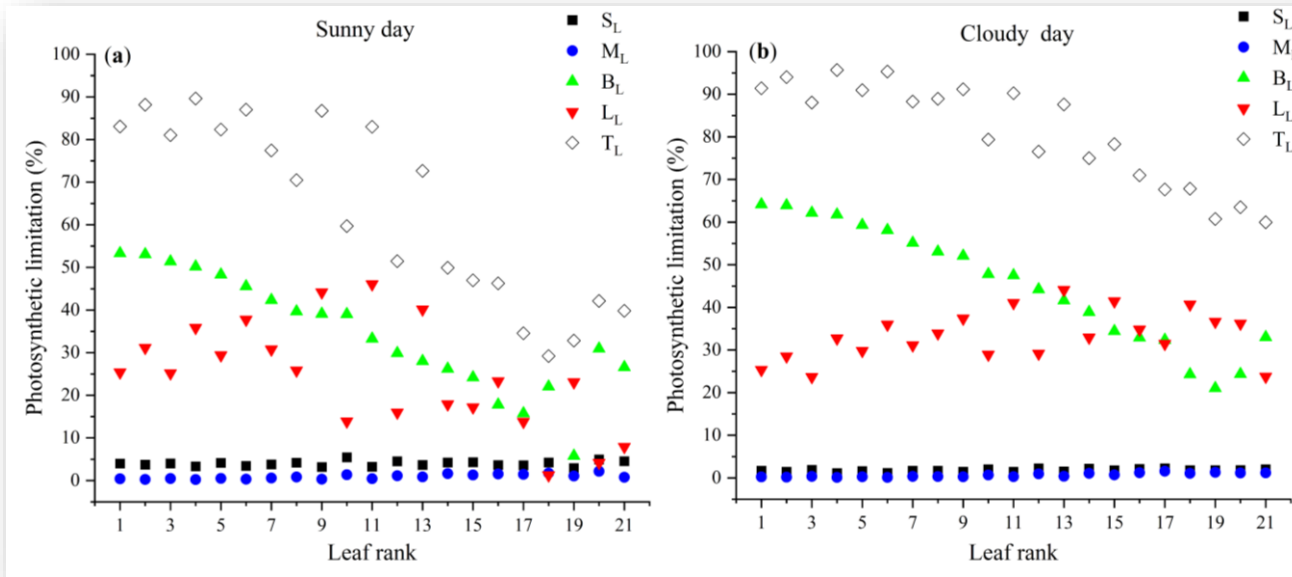 Sunny day
(a)
S_L
M_L
B_L
L_L
T_L
Photosynthetic limitation (%)
100
90
80
70
60
50
40
30
20
10
0
1 3 5 7 9 11 13 15 17 19 21
Leaf rank
Cloudy day
(b)
S_L
M_L
B_L
L_L
T_L
Photosynthetic limitation (%)
100
90
80
70
60
50
40
30
20
10
0
1 3 5 7 9 11 13 15 17 19 21
Leaf rank